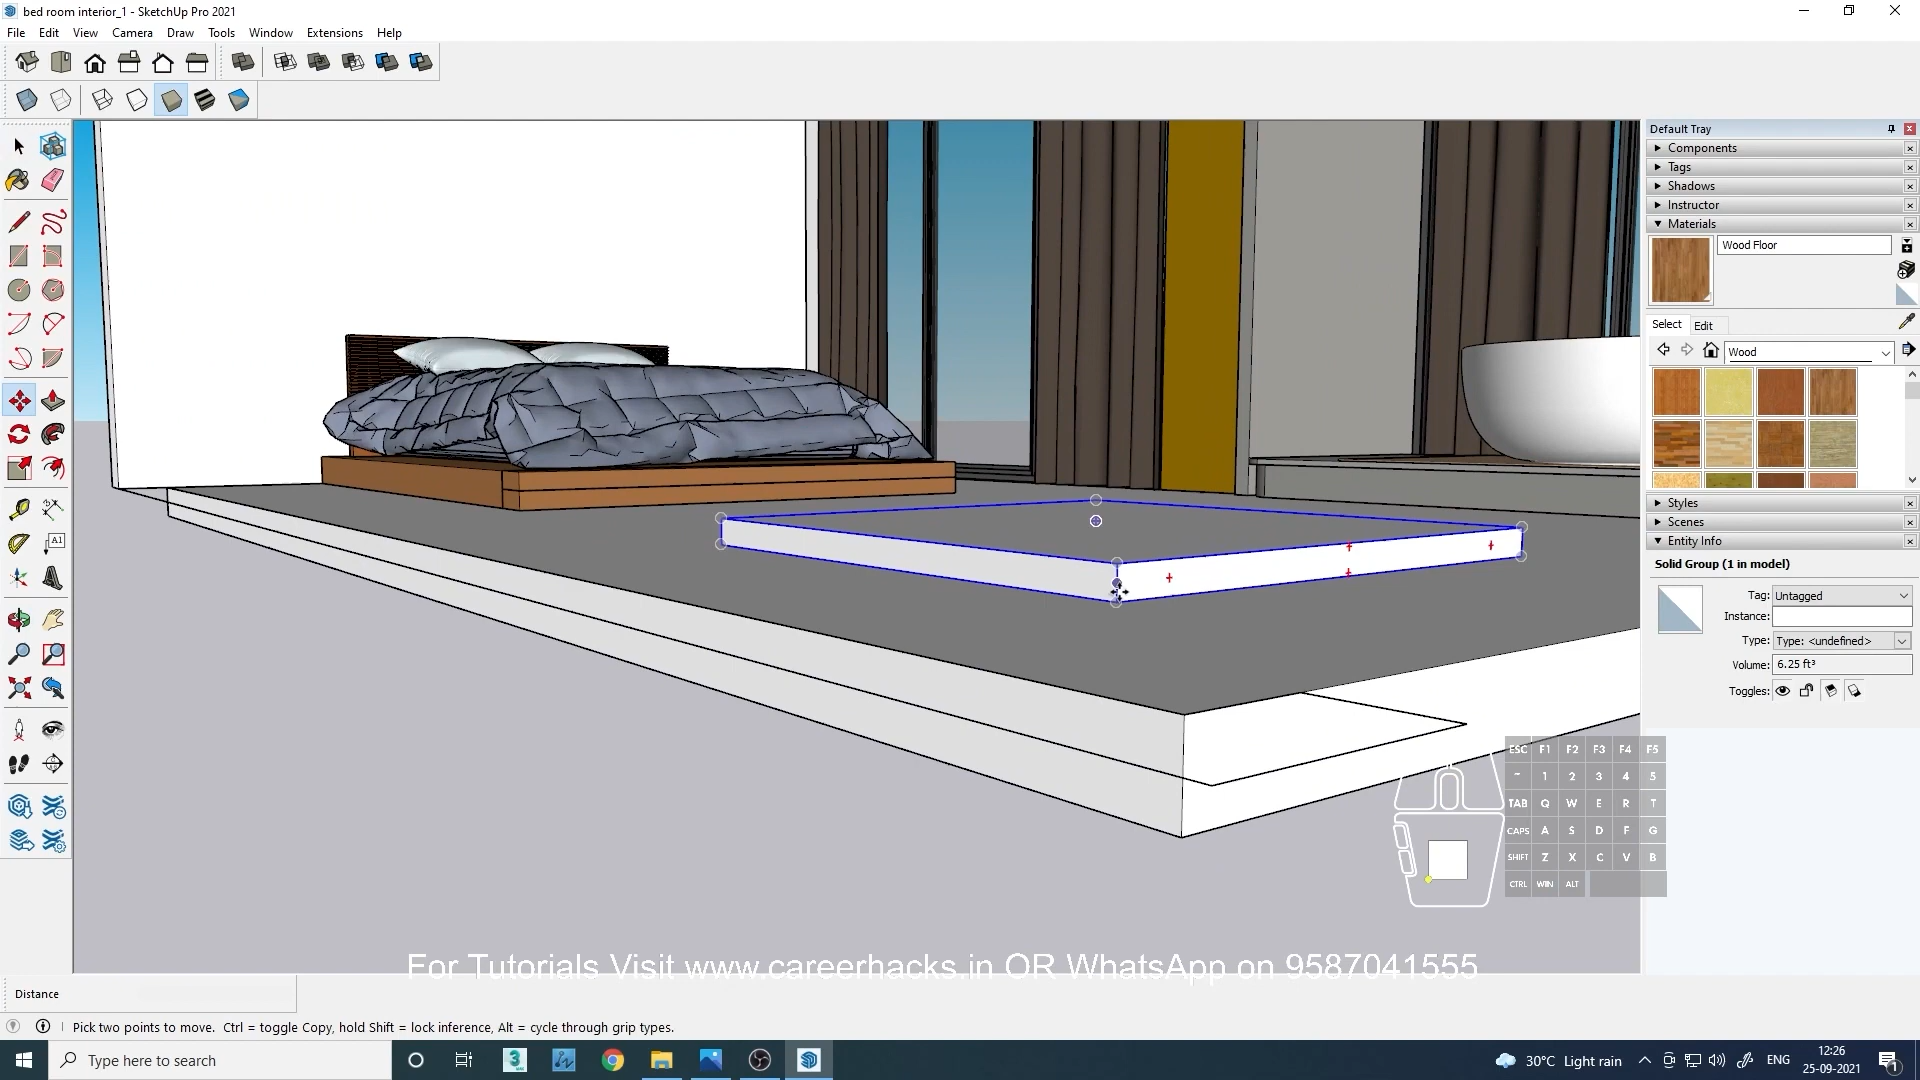 bed room interior_1 - SketchUp Pro 2021
File Edit View Camera Draw Tools Window Extensions Help
Default Tray
Components
Tags
Shadows
Instructor
Materials
Wood Floor
Select Edit
Wood
Styles
Scenes
Entity Info
Solid Group (1 in model)
Tag: Untagged
Instance:
Type: Type: <undefined>
Volume: 6.25 ft³
Toggles:
A1
ESC F1 F2 F3 F4 F5
~ 1 2 3 4 5
TAB Q W E R T
CAPS A S D F G
SHIFT Z X C V B
CTRL WIN ALT
For Tutorials Visit www.careerhacks.in OR WhatsApp on 9587041555
Distance
Pick two points to move. Ctrl = toggle Copy, hold Shift = lock inference, Alt = cycle through grip types.
Type here to search
3
30°C Light rain
ENG
12:26
25-09-2021
1